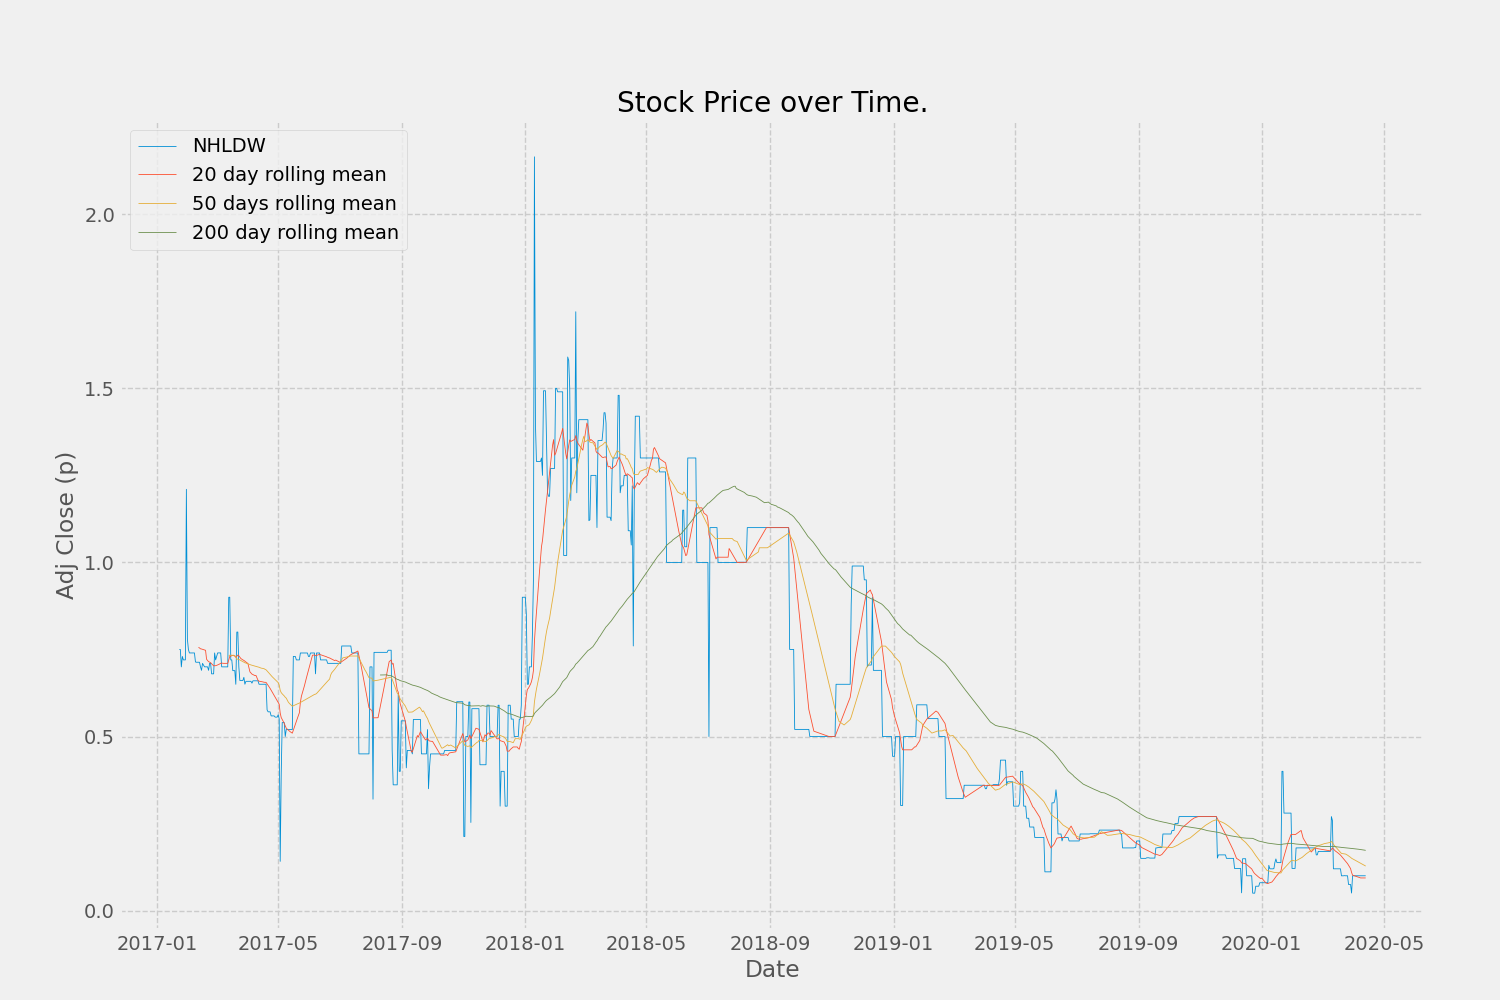 Stock Price over Time.
NHLDW
20 day rolling mean
50 days rolling mean
200 day rolling mean
Adj Close (p)
2.0
1.5
1.0
0.5
0.0
2017-01 2017-05 2017-09 2018-01 2018-05 2018-09 2019-01 2019-05 2019-09 2020-01 2020-05
Date